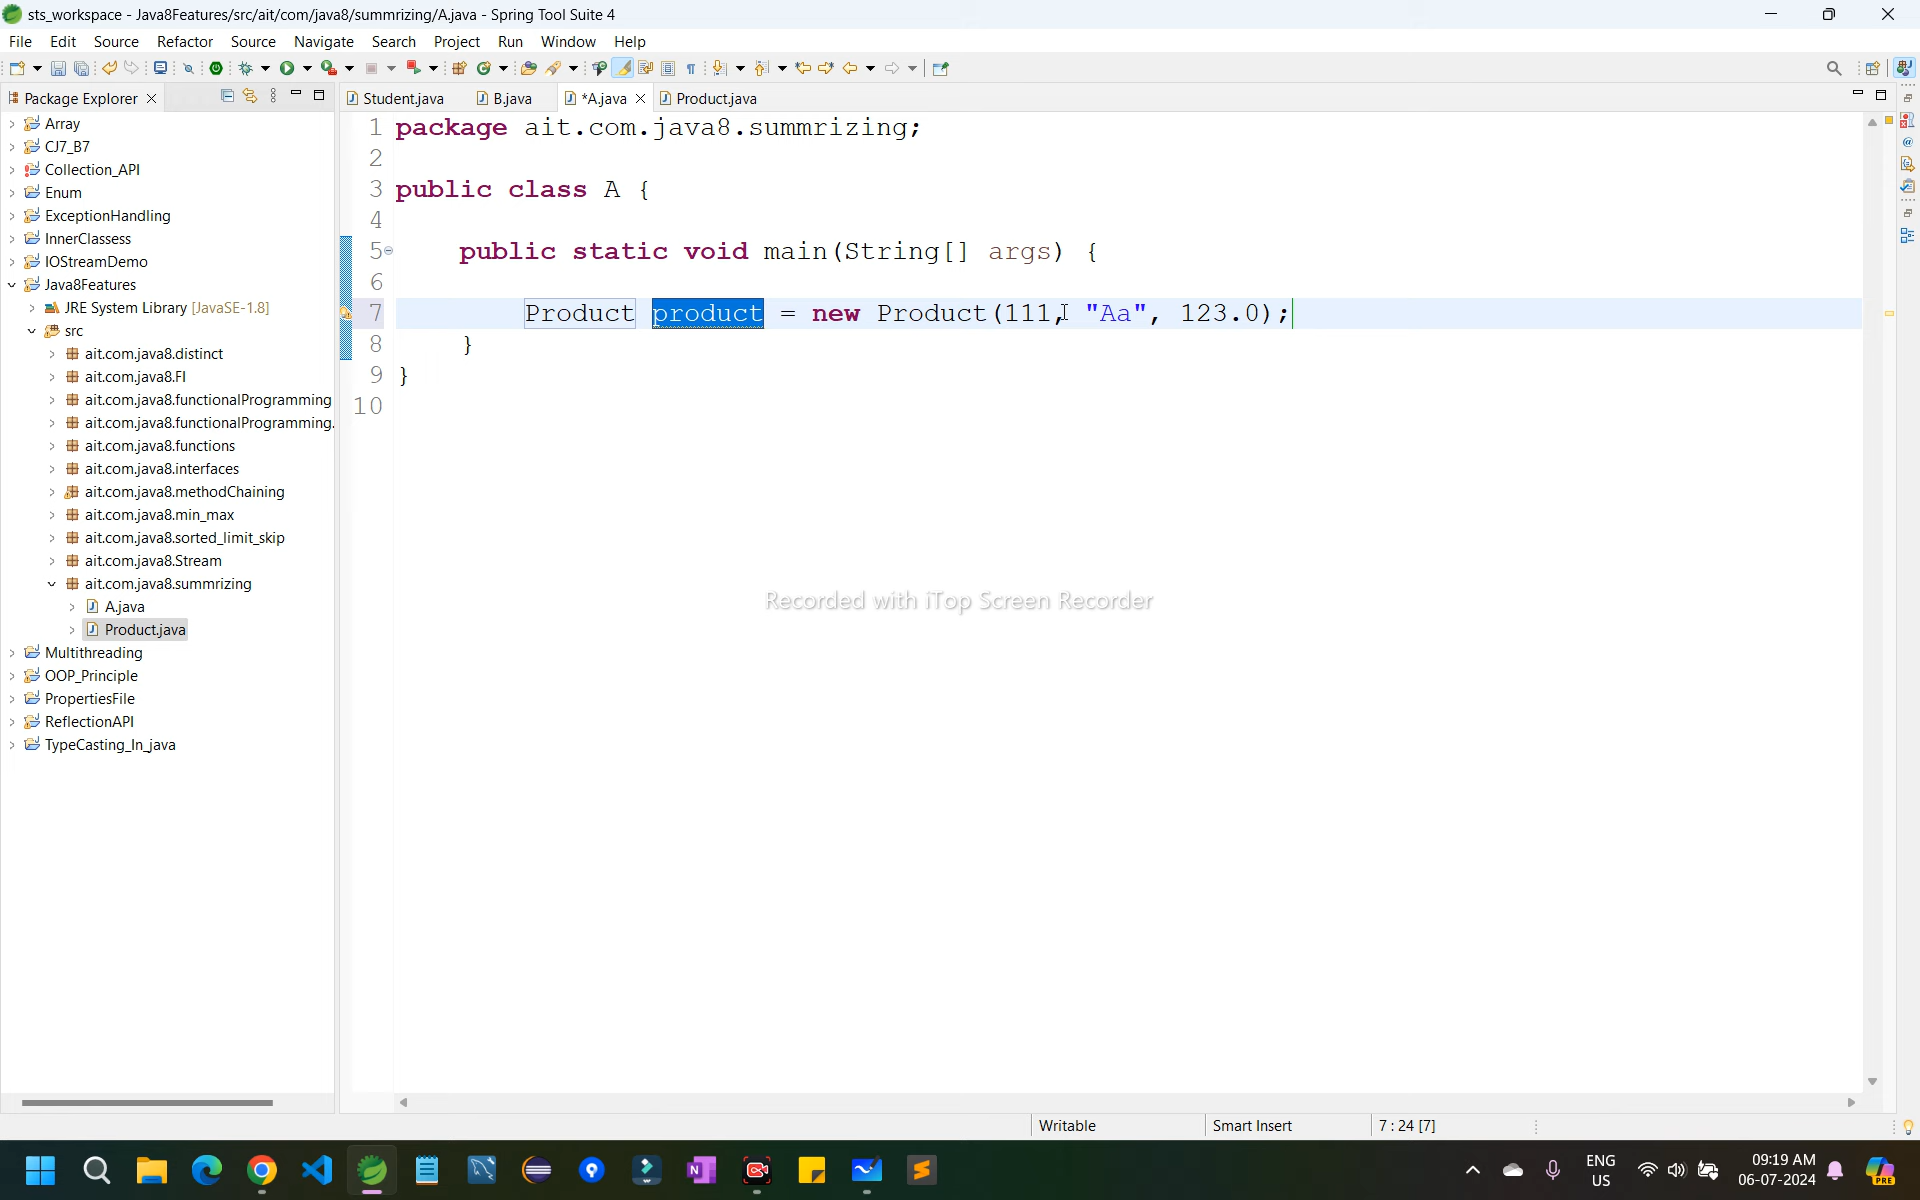 sts_workspace - Java8Features/src/ait/com/java8/summrizing/A.java - Spring Tool Suite 4
File Edit Source Refactor Source Navigate Search Project Run Window Help
Package Explorer
Student.java B.java *A.java Product.java
Array
CJ7_B7
Collection_API
Enum
ExceptionHandling
InnerClassess
IOStreamDemo
Java8Features
JRE System Library [JavaSE-1.8]
src
ait.com.java8.distinct
ait.com.java8.FI
ait.com.java8.functionalProgramming
ait.com.java8.functionalProgramming.
ait.com.java8.functions
ait.com.java8.interfaces
ait.com.java8.methodChaining
ait.com.java8.min_max
ait.com.java8.sorted_limit_skip
ait.com.java8.Stream
ait.com.java8.summrizing
A.java
Product.java
Multithreading
OOP_Principle
PropertiesFile
ReflectionAPI
TypeCasting_In_java
1 package ait.com.java8.summrizing;
2
3 public class A {
4
5 public static void main(String[] args) {
6
7 Product product = new Product(111, "Aa", 123.0);
8 }
9 }
10
Recorded with iTop Screen Recorder
Writable Smart Insert 7 : 24 [7]
ENG
US
09:19 AM
06-07-2024
PRE